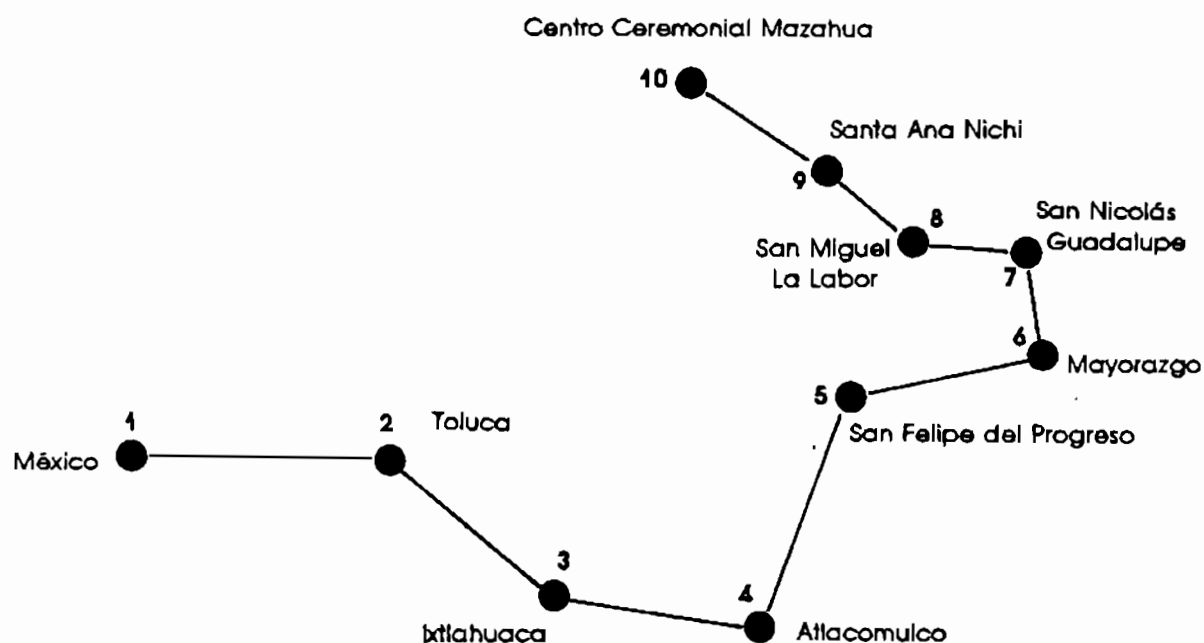 Centro Ceremonial Mazahua
10
Santa Ana Nichi
9
8
San Nicolás
Guadalupe
San Miguel
La Labor
7
6
Mayorazgo
5
San Felipe del Progreso
1
2
Toluca
México
3
4
Ixtlahuaca
Atlacomulco